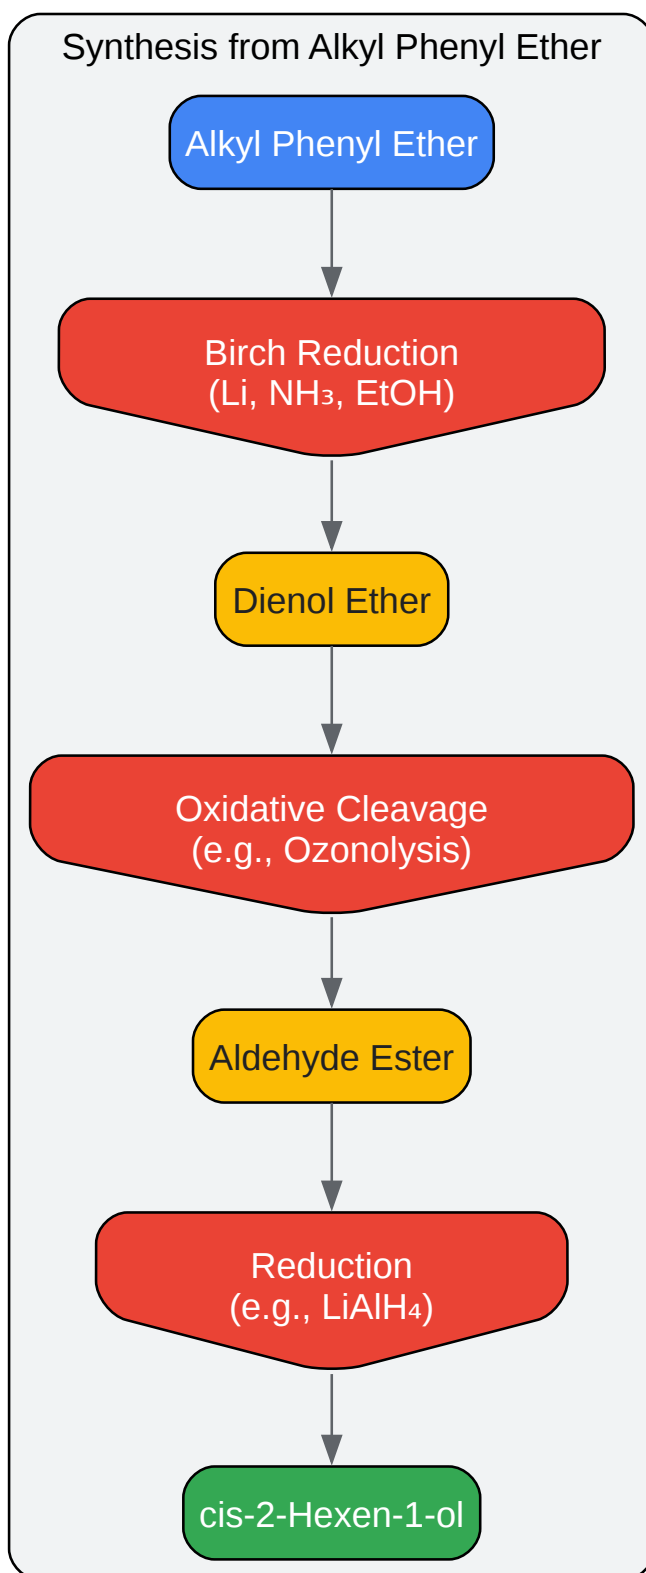 Synthesis from Alkyl Phenyl Ether
Alkyl Phenyl Ether
Birch Reduction
(Li, NH₃, EtOH)
Dienol Ether
Oxidative Cleavage
(e.g., Ozonolysis)
Aldehyde Ester
Reduction
(e.g., LiAlH₄)
cis-2-Hexen-1-ol